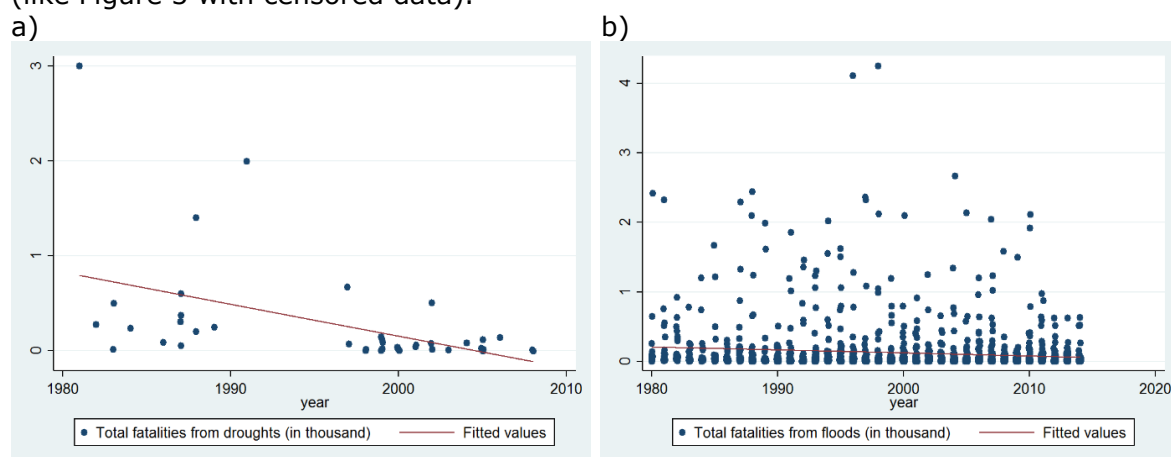 (like Figure 3 with censored data).
a)
b)
3
2
1
0
1980
1990
2000
2010
year
Total fatalities from droughts (in thousand)
Fitted values
4
3
2
1
0
1980
1990
2000
2010
2020
year
Total fatalities from floods (in thousand)
Fitted values